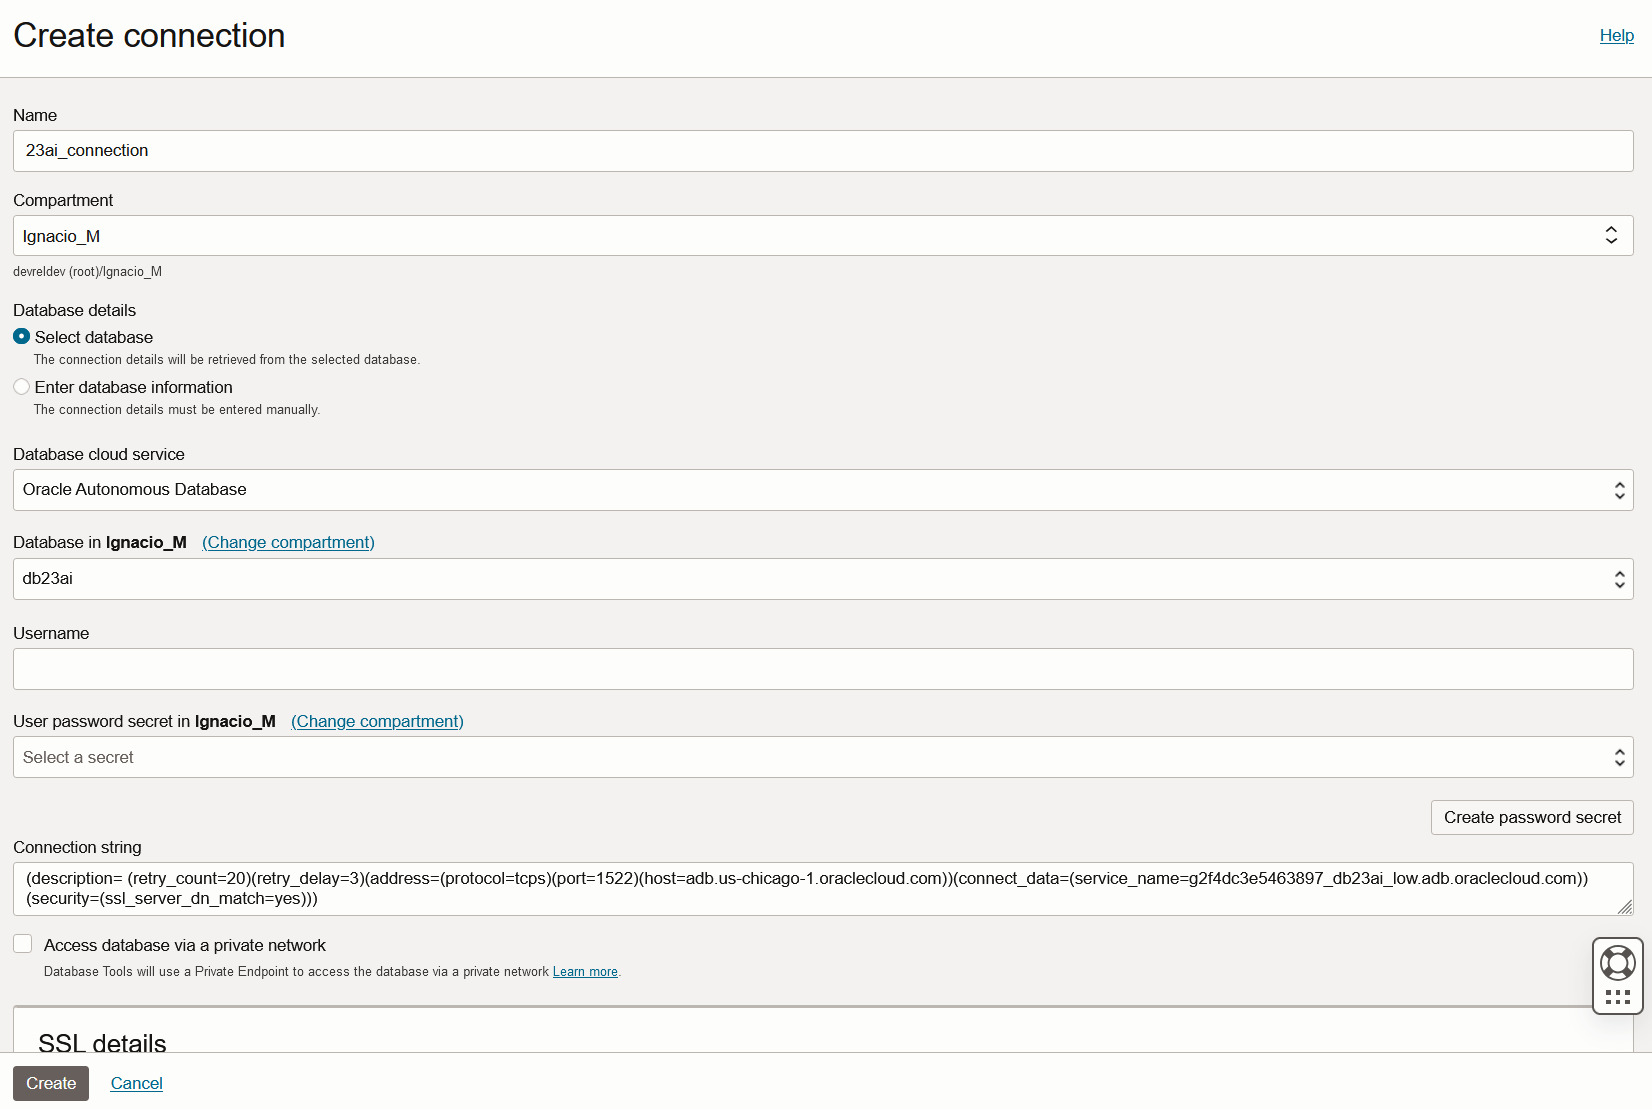 Create connection
Help
Name
23ai_connection
Compartment
Ignacio_M
devreldev (root)/Ignacio_M
Database details
Select database
The connection details will be retrieved from the selected database.
Enter database information
The connection details must be entered manually.
Database cloud service
Oracle Autonomous Database
Database in Ignacio_M (Change compartment)
db23ai
Username
User password secret in Ignacio_M (Change compartment)
Select a secret
Create password secret
Connection string
(description= (retry_count=20)(retry_delay=3)(address=(protocol=tcps)(port=1522)(host=adb.us-chicago-1.oraclecloud.com))(connect_data=(service_name=g2f4dc3e5463897_db23ai_low.adb.oraclecloud.com))
(security=(ssl_server_dn_match=yes)))
Access database via a private network
Database Tools will use a Private Endpoint to access the database via a private network Learn more.
SSL details
Create
Cancel